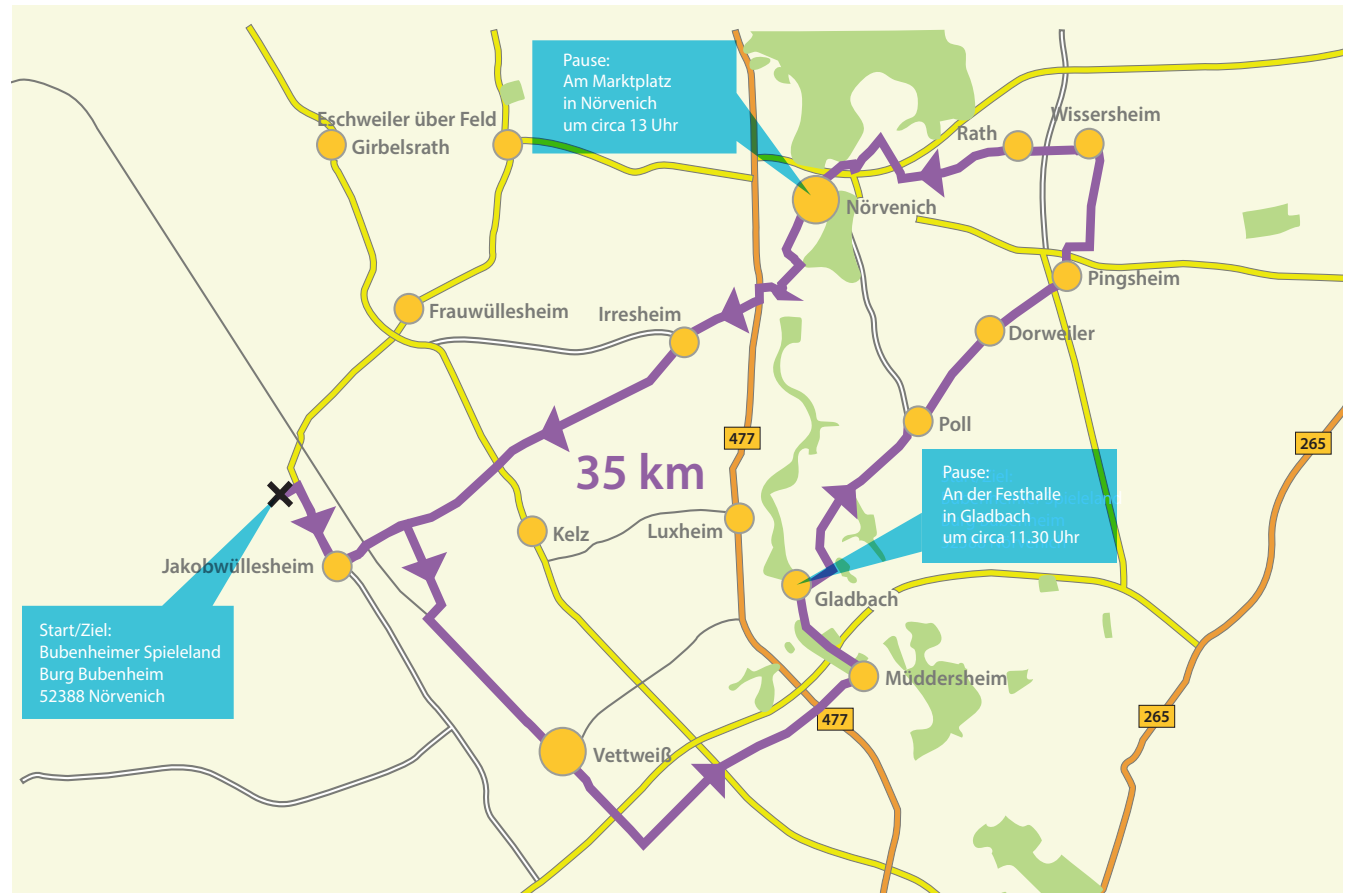 Pause:
Am Marktplatz
in Nörvenich
um circa 13 Uhr
Eschweiler über Feld
Girbelsrath
Wissersheim
Rath
Nörvenich
Pingsheim
Frauwüllesheim
Irresheim
Dorweiler
Poll
477
265
35 km
Pause:
An der Festhalle
in Gladbach
um circa 11.30 Uhr
Kelz
Luxheim
Jakobwüllesheim
Gladbach
Start/Ziel:
Bubenheimer Spieleland
Burg Bubenheim
52388 Nörvenich
Müddersheim
477
265
Vettweiß